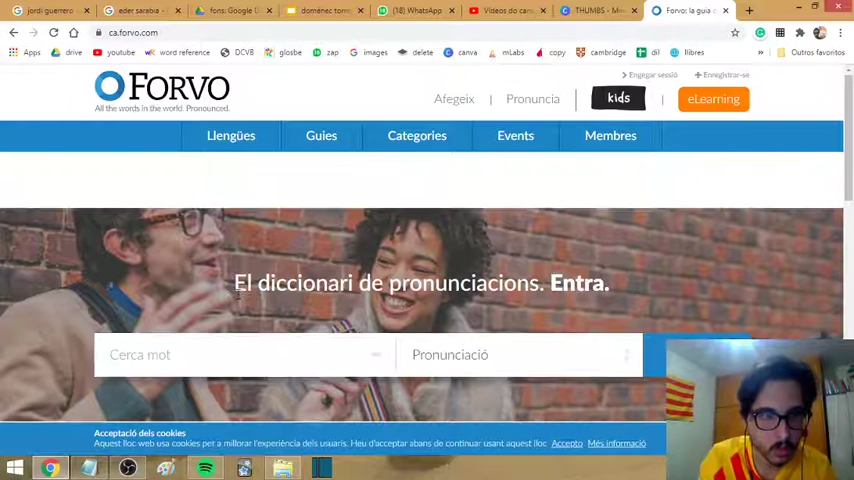 jordi guerrero
eder sarabia
fons: Google D
domènec torre
(18) WhatsApp
Vídeos do can
THUMBS - Mi
Forvo: la guia d
ca.forvo.com
Apps
drive
youtube
word reference
DCVB
glosbe
zap
images
delete
canva
mLabs
copy
cambridge
dil
llibres
»
Outros favoritos
Engegar sessió
Enregistrar-se
FORVO
All the words in the world. Pronounced.
Afegeix | Pronuncia
kids
eLearning
Llengües
Guies
Categories
Events
Membres
El diccionari de pronunciacions. Entra.
Cerca mot
Pronunciació
Acceptació dels cookies
Aquest lloc web usa cookies per a millorar l'experiència dels usuaris. Heu d'acceptar abans de continuar usant aquest lloc Accepto Més informació